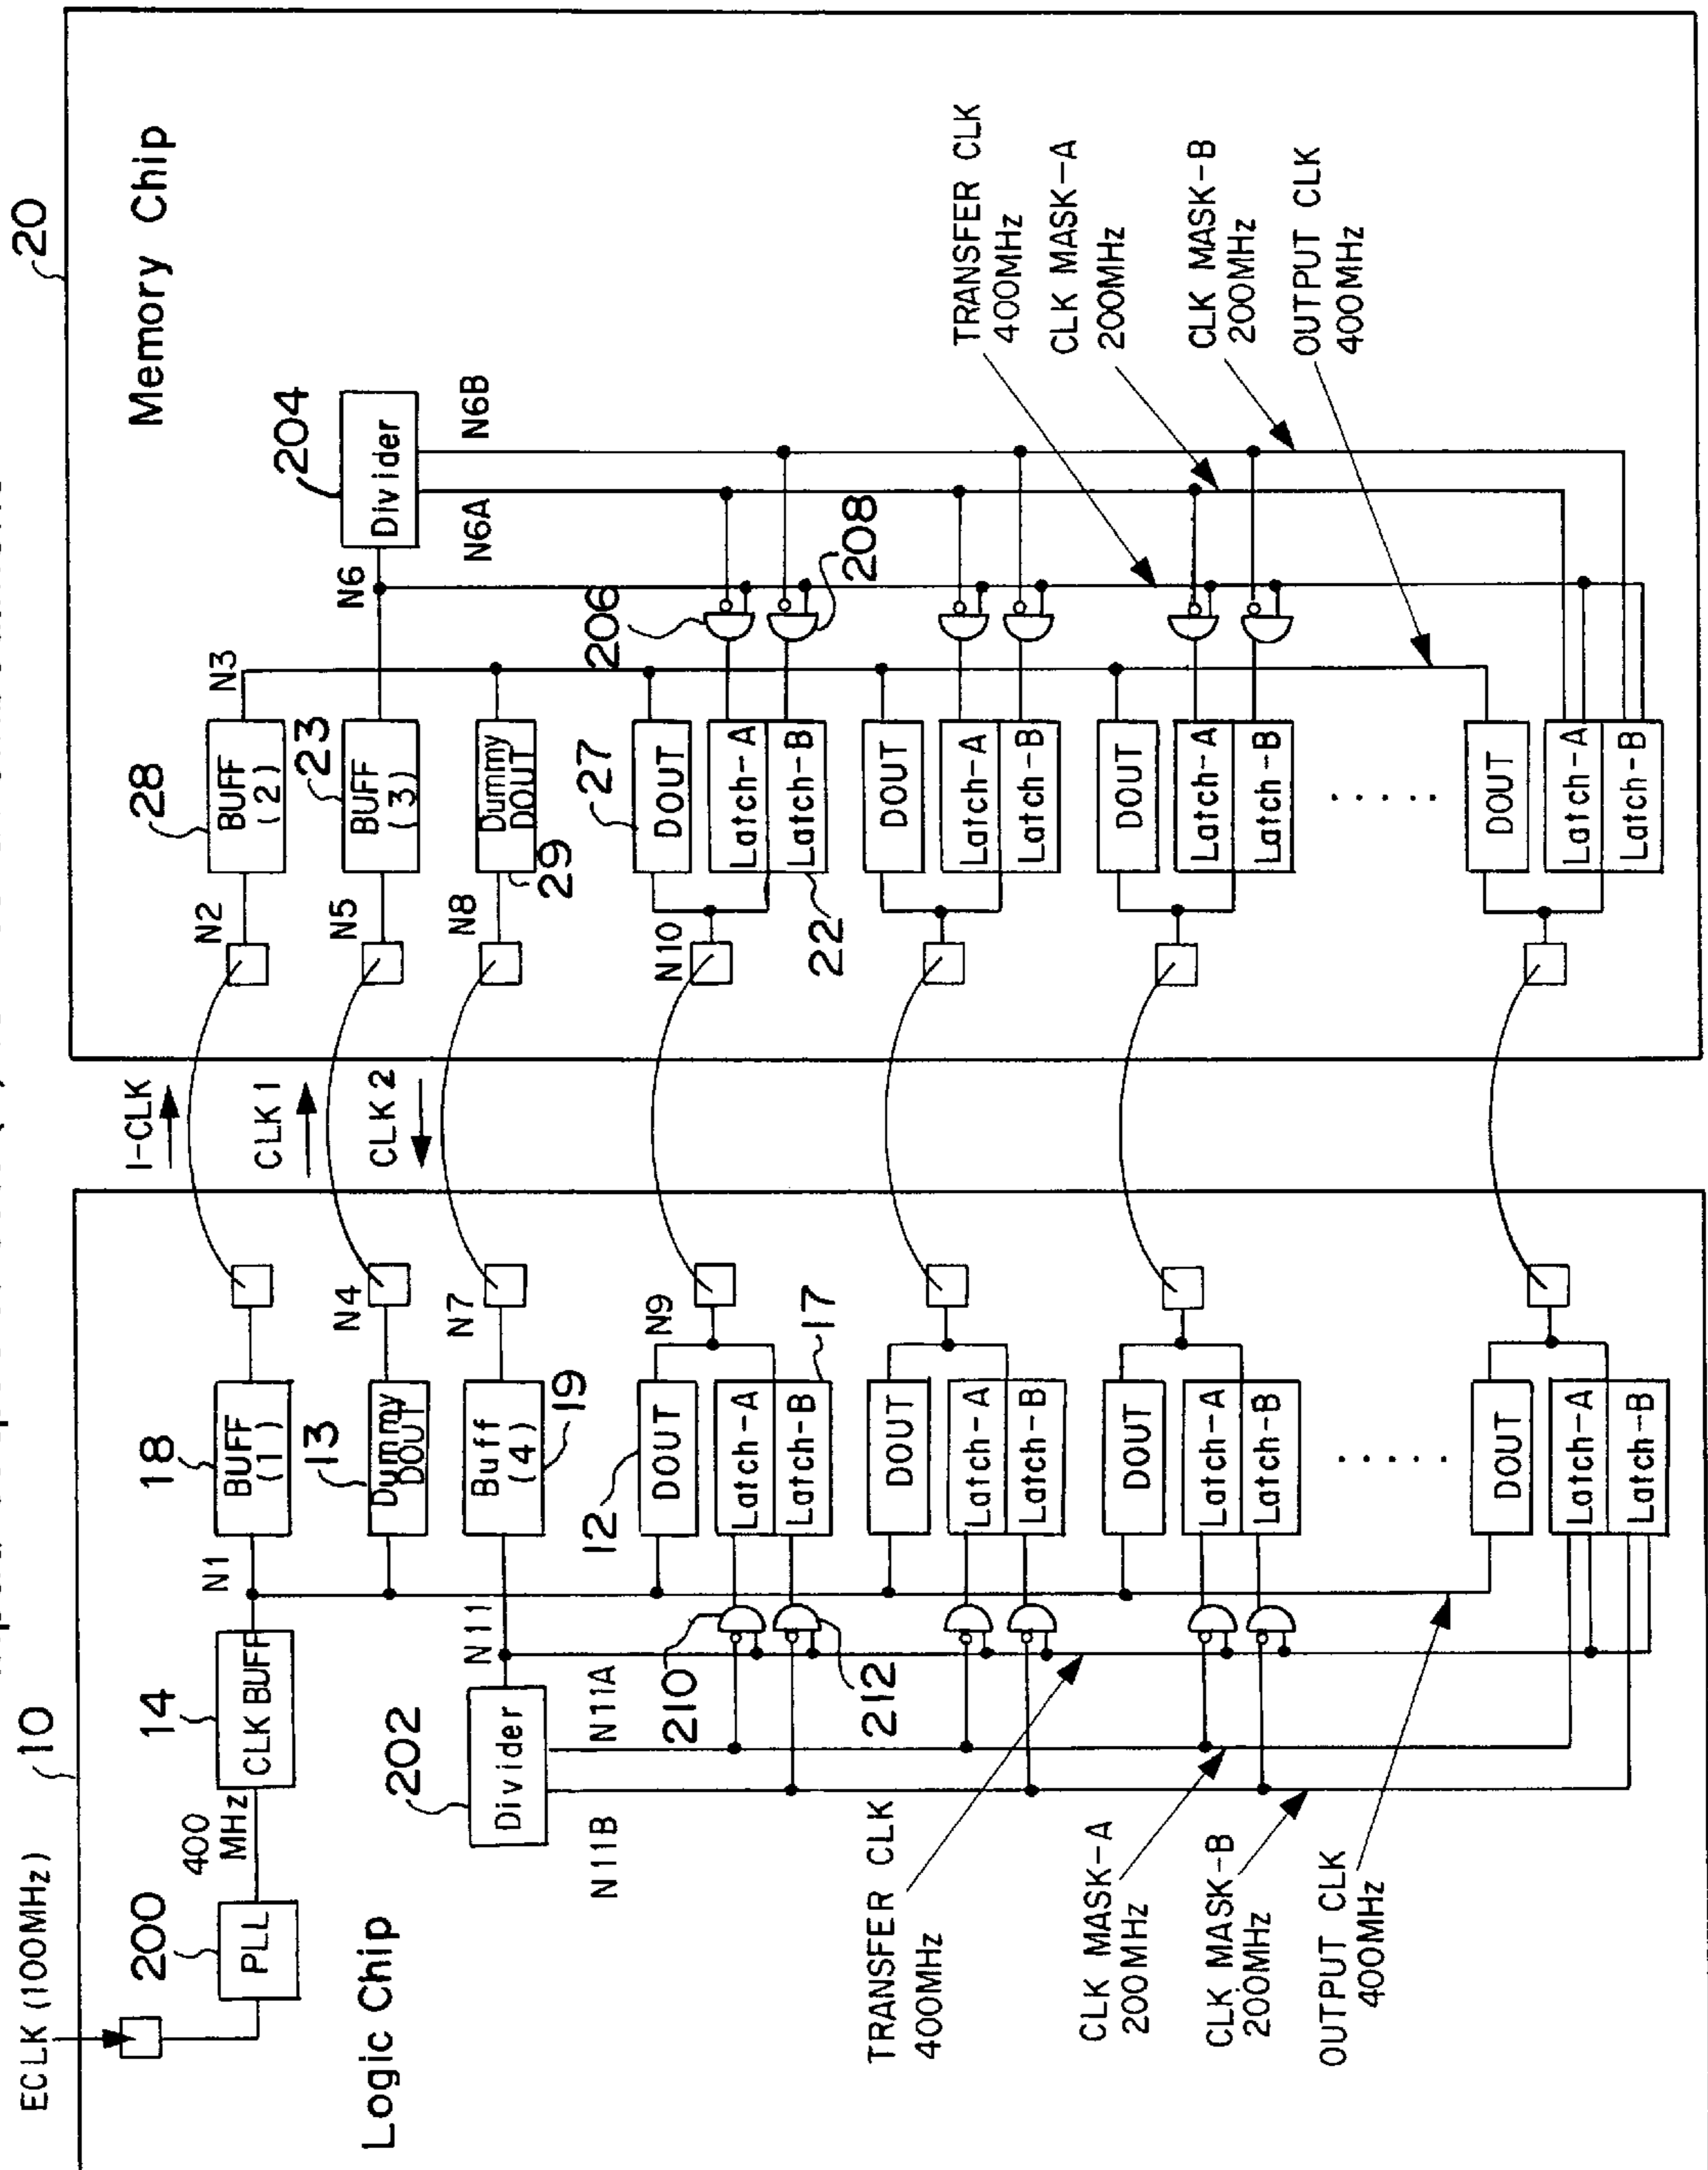 20
Memory Chip
204
Divider
N6
N6A
N6B
N3
28
BUFF
(2)
23
BUFF
(3)
Dummy
DOUT
29
206
208
27
DOUT
Latch-A
Latch-B
22
DOUT
Latch-A
Latch-B
DOUT
Latch-A
Latch-B
.....
DOUT
Latch-A
Latch-B
TRANSFER CLK
400MHz
CLK MASK-A
200MHz
CLK MASK-B
200MHz
OUTPUT CLK
400MHz
N2
N5
N8
N10
I-CLK
CLK1
CLK2
ECLK (100MHz)
10
200
PLL
400
MHz
14
CLK BUFF
N1
18
BUFF
(1)
13
Dummy
DOUT
N4
Buff
(4)
19
N7
N9
Logic Chip
202
Divider
N11
N11A
N11B
210
212
12
DOUT
Latch-A
Latch-B
17
DOUT
Latch-A
Latch-B
DOUT
Latch-A
Latch-B
.....
DOUT
Latch-A
Latch-B
TRANSFER CLK
400MHz
CLK MASK-A
200MHz
CLK MASK-B
200MHz
OUTPUT CLK
400MHz